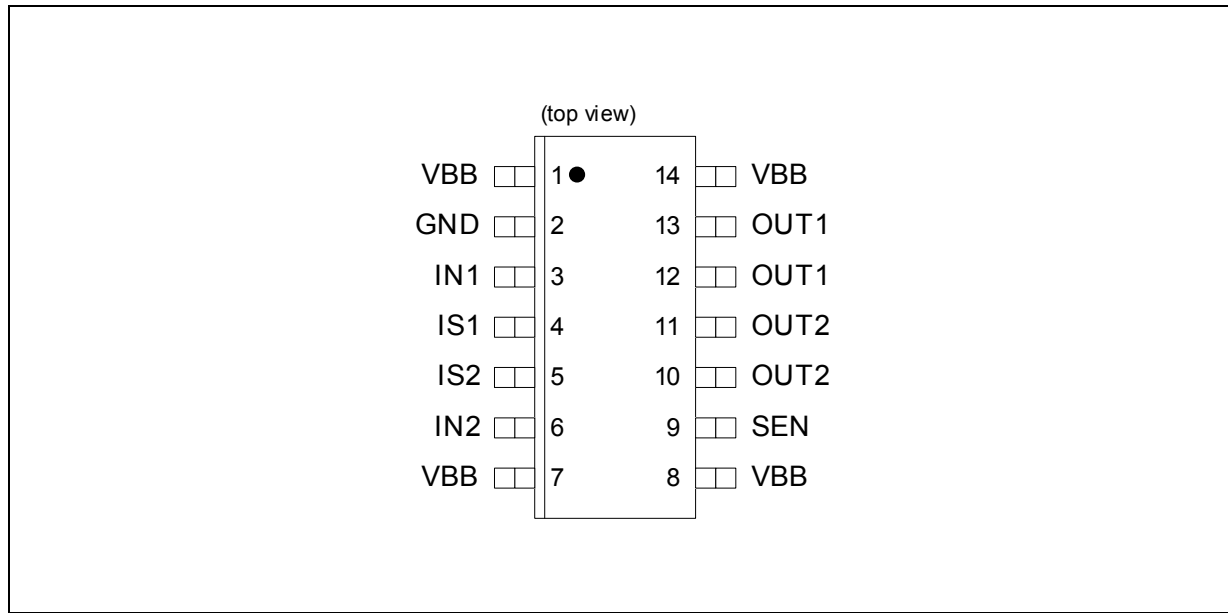 (top view)
VBB 1 14 VBB
GND 2 13 OUT1
IN1 3 12 OUT1
IS1 4 11 OUT2
IS2 5 10 OUT2
IN2 6 9 SEN
VBB 7 8 VBB